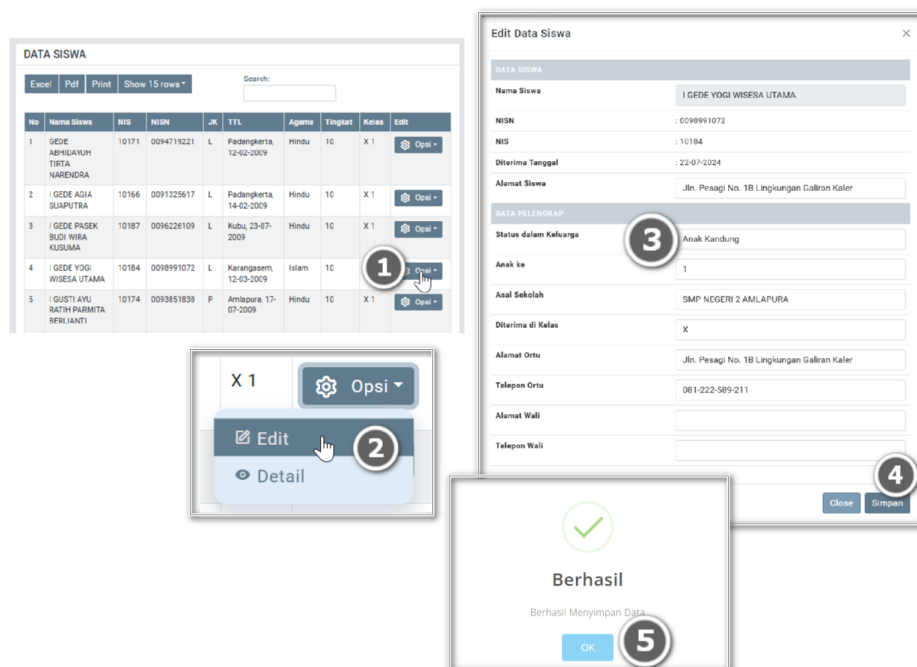 DATA SISWA
Excel Pdf Print Show 15 rows
Search:
No Nama Siswa NIS NISN JK TTL Agama Tingkat Kelas Edit
1 GEDE ABHIDAYUH TIRTA NARENDRA 10171 0094719221 L Padangkerta, 12-02-2009 Hindu 10 X 1 Opsi
2 I GEDE AGIA SUAPUTRA 10166 0091325617 L Padangkerta, 14-02-2009 Hindu 10 X 1 Opsi
3 I GEDE PASEK BUDI WIRA KUSUMA 10187 0096226109 L Kubu, 23-07-2009 Hindu 10 X 1 Opsi
4 I GEDE YOGI WISESA UTAMA 10184 0098991072 L Karangasem, 12-03-2009 Islam 10 1 Opsi
5 I GUSTI AYU RATIH PARMITA BERLIANTI 10174 0093851838 P Amlapura, 17-07-2009 Hindu 10 X 1 Opsi
X 1 Opsi
Edit 2
Detail
Edit Data Siswa ×
DATA SISWA
Nama Siswa I GEDE YOGI WISESA UTAMA
NISN : 0098991072
NIS : 10184
Diterima Tanggal : 22-07-2024
Alamat Siswa Jln. Pesagi No. 1B Lingkungan Galiran Kaler
DATA PELENGKAP
Status dalam Keluarga 3 Anak Kandung
Anak ke 1
Asal Sekolah SMP NEGERI 2 AMLAPURA
Diterima di Kelas X
Alamat Ortu Jln. Pesagi No. 1B Lingkungan Galiran Kaler
Telepon Ortu 081-222-589-211
Alamat Wali
Telepon Wali
4
Close Simpan
Berhasil
Berhasil Menyimpan Data
OK 5